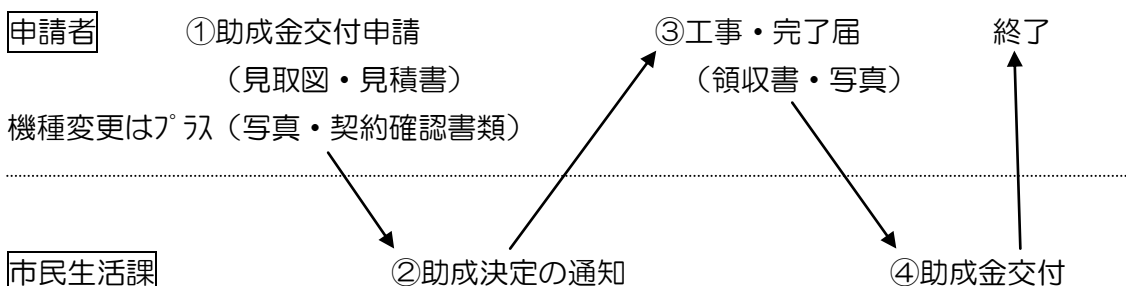 申請者 ①助成金交付申請 ③工事・完了届 終了
（見取図・見積書） （領収書・写真）
機種変更はﾌﾟﾗｽ（写真・契約確認書類）
市民生活課 ②助成決定の通知 ④助成金交付